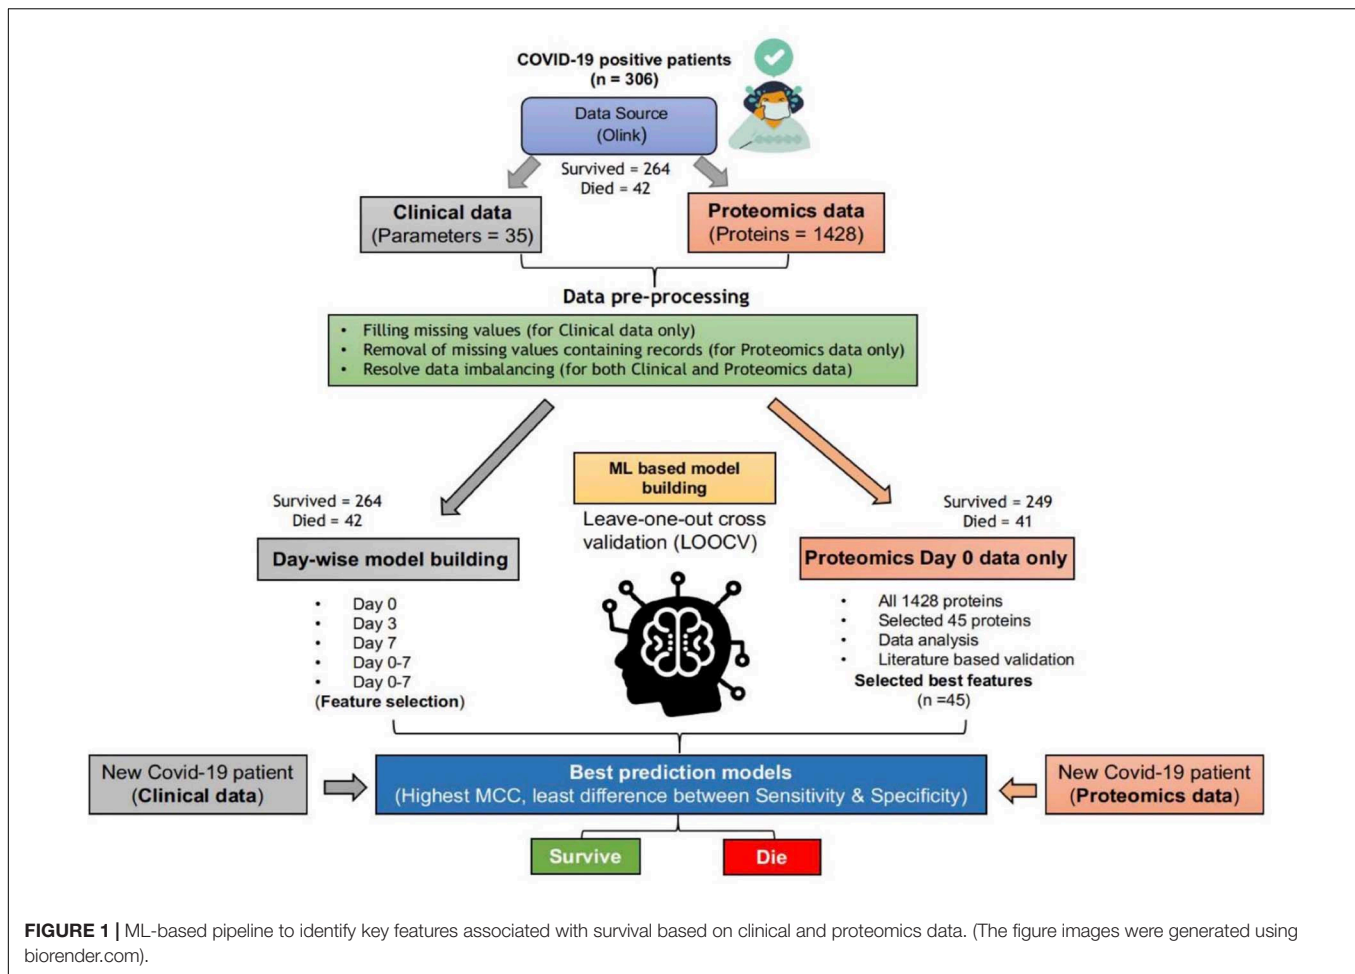 COVID-19 positive patients
(n = 306)
Data Source
(Olink)
Survived = 264
Died = 42
Clinical data
(Parameters = 35)
Proteomics data
(Proteins = 1428)
Data pre-processing
• Filling missing values (for Clinical data only)
• Removal of missing values containing records (for Proteomics data only)
• Resolve data imbalancing (for both Clinical and Proteomics data)
ML based model
building
Leave-one-out cross
validation (LOOCV)
Survived = 264
Died = 42
Day-wise model building
• Day 0
• Day 3
• Day 7
• Day 0-7
• Day 0-7
(Feature selection)
Survived = 249
Died = 41
Proteomics Day 0 data only
• All 1428 proteins
• Selected 45 proteins
• Data analysis
• Literature based validation
Selected best features
(n =45)
New Covid-19 patient
(Clinical data)
Best prediction models
(Highest MCC, least difference between Sensitivity & Specificity)
New Covid-19 patient
(Proteomics data)
Survive
Die
FIGURE 1 | ML-based pipeline to identify key features associated with survival based on clinical and proteomics data. (The figure images were generated using
biorender.com).